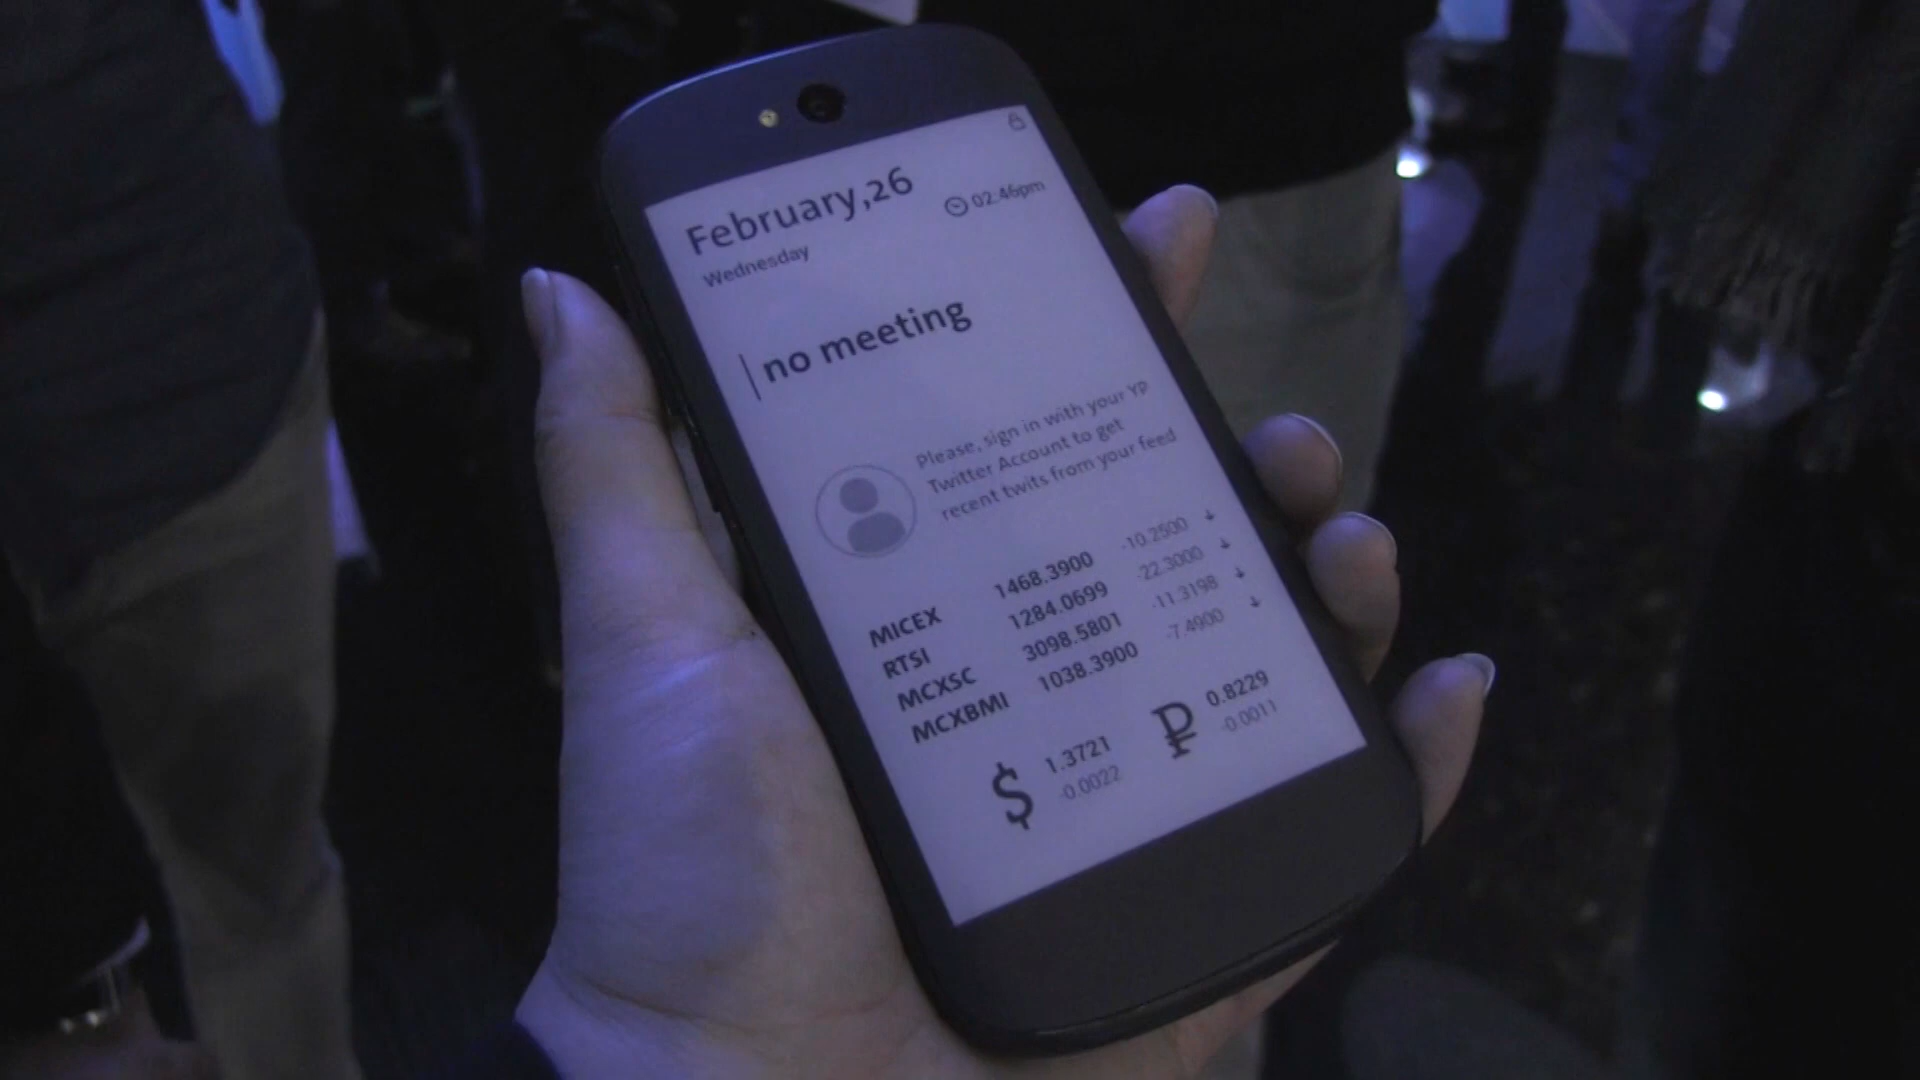 February,26
02:46pm
Wednesday
no meeting
Please, sign in with your YP
Twitter Account to get
recent twits from your feed
MICEX 1468.3900 -10.2500 ↓
RTSI 1284.0699 -22.3000 ↓
MCXSC 3098.5801 -11.3198 ↓
MCXBMI 1038.3900 -7.4900 ↓
$ 1.3721
-0.0022
₽ 0.8229
-0.0011